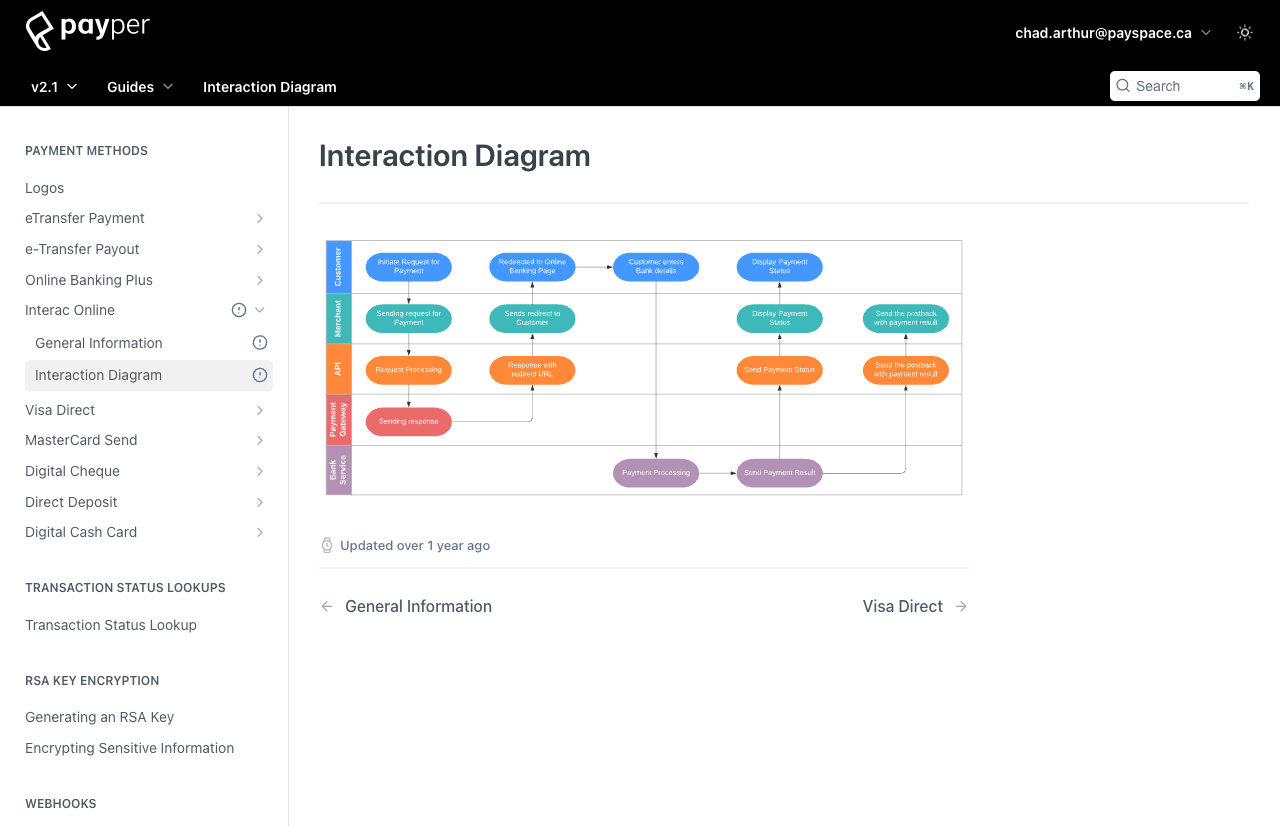 payper
chad.arthur@payspace.ca
v2.1
Guides
Interaction Diagram
Search
⌘K
PAYMENT METHODS
Logos
eTransfer Payment
e-Transfer Payout
Online Banking Plus
Interac Online
General Information
Interaction Diagram
Visa Direct
MasterCard Send
Digital Cheque
Direct Deposit
Digital Cash Card
TRANSACTION STATUS LOOKUPS
Transaction Status Lookup
RSA KEY ENCRYPTION
Generating an RSA Key
Encrypting Sensitive Information
WEBHOOKS
Interaction Diagram
Customer
Initiate Request for
Payment
Redirected to Online
Banking Page
Customer enters
Bank details
Display Payment
Status
Merchant
Sending request for
Payment
Sends redirect to
Customer
Display Payment
Status
Send the postback
with payment result
API
Request Processing
Response with
redirect URL
Send Payment Status
Send the postback
with payment result
Payment
Gateway
Sending response
Bank
Service
Payment Processing
Send Payment Result
Updated over 1 year ago
General Information
Visa Direct